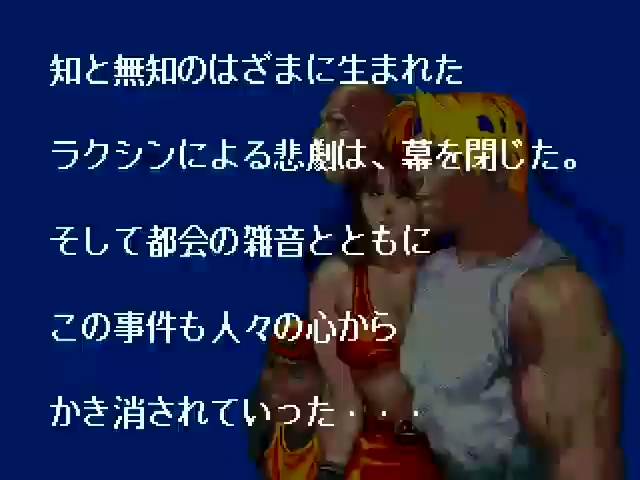 知と無知のはざまに生まれた
ラクシンによる悲劇は、幕を閉じた。
そして都会の雑音とともに
この事件も人々の心から
かき消されていった・・・